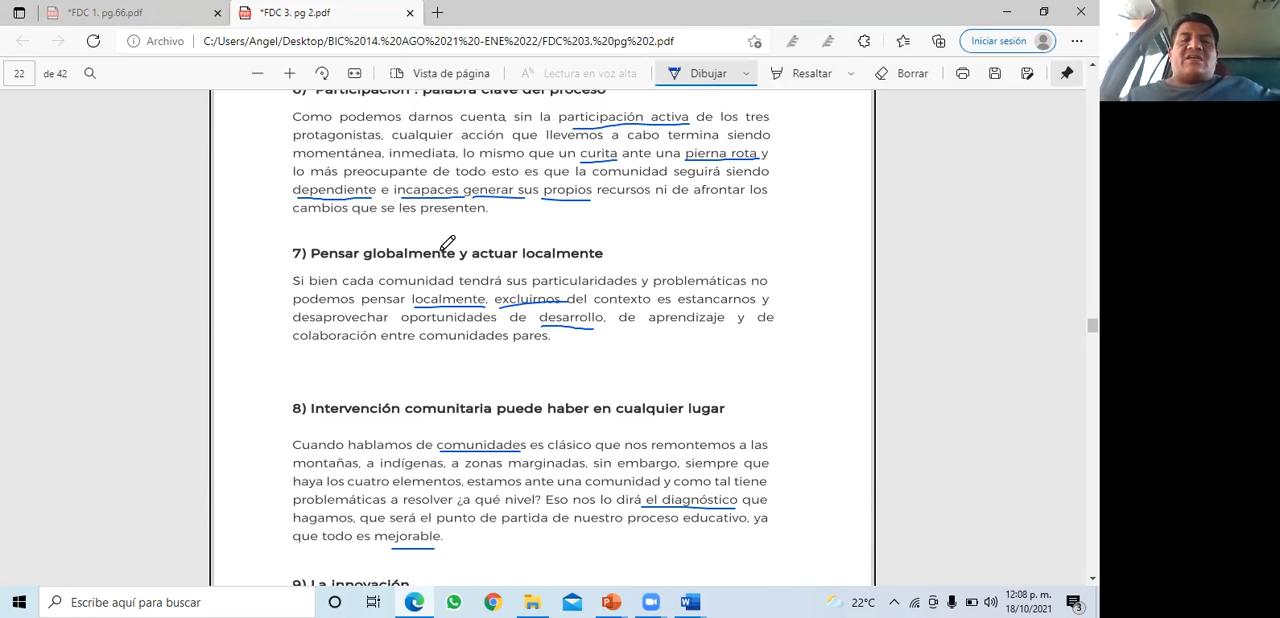 *FDC 1. pg.66.pdf
*FDC 3. pg 2.pdf
Archivo
C:/Users/Angel/Desktop/BIC%2014.%20AGO%2021%20ENE%2022/FDC%203.%20pg%202.pdf
Iniciar sesión
22 de 42
Vista de página
Lectura en voz alta
Dibujar
Resaltar
Borrar
6) Participación : palabra clave del proceso
Como podemos darnos cuenta, sin la participación activa de los tres
protagonistas, cualquier acción que llevemos a cabo termina siendo
momentánea, inmediata, lo mismo que un curita ante una pierna rota y
lo más preocupante de todo esto es que la comunidad seguirá siendo
dependiente e incapaces generar sus propios recursos ni de afrontar los
cambios que se les presenten.
7) Pensar globalmente y actuar localmente
Si bien cada comunidad tendrá sus particularidades y problemáticas no
podemos pensar localmente, excluirnos del contexto es estancarnos y
desaprovechar oportunidades de desarrollo, de aprendizaje y de
colaboración entre comunidades pares.
8) Intervención comunitaria puede haber en cualquier lugar
Cuando hablamos de comunidades es clásico que nos remontemos a las
montañas, a indígenas, a zonas marginadas, sin embargo, siempre que
haya los cuatro elementos, estamos ante una comunidad y como tal tiene
problemáticas a resolver ¿a qué nivel? Eso nos lo dirá el diagnóstico que
hagamos, que será el punto de partida de nuestro proceso educativo, ya
que todo es mejorable.
9) La innovación
Escribe aquí para buscar
22°C
12:08 p. m.
18/10/2021
3